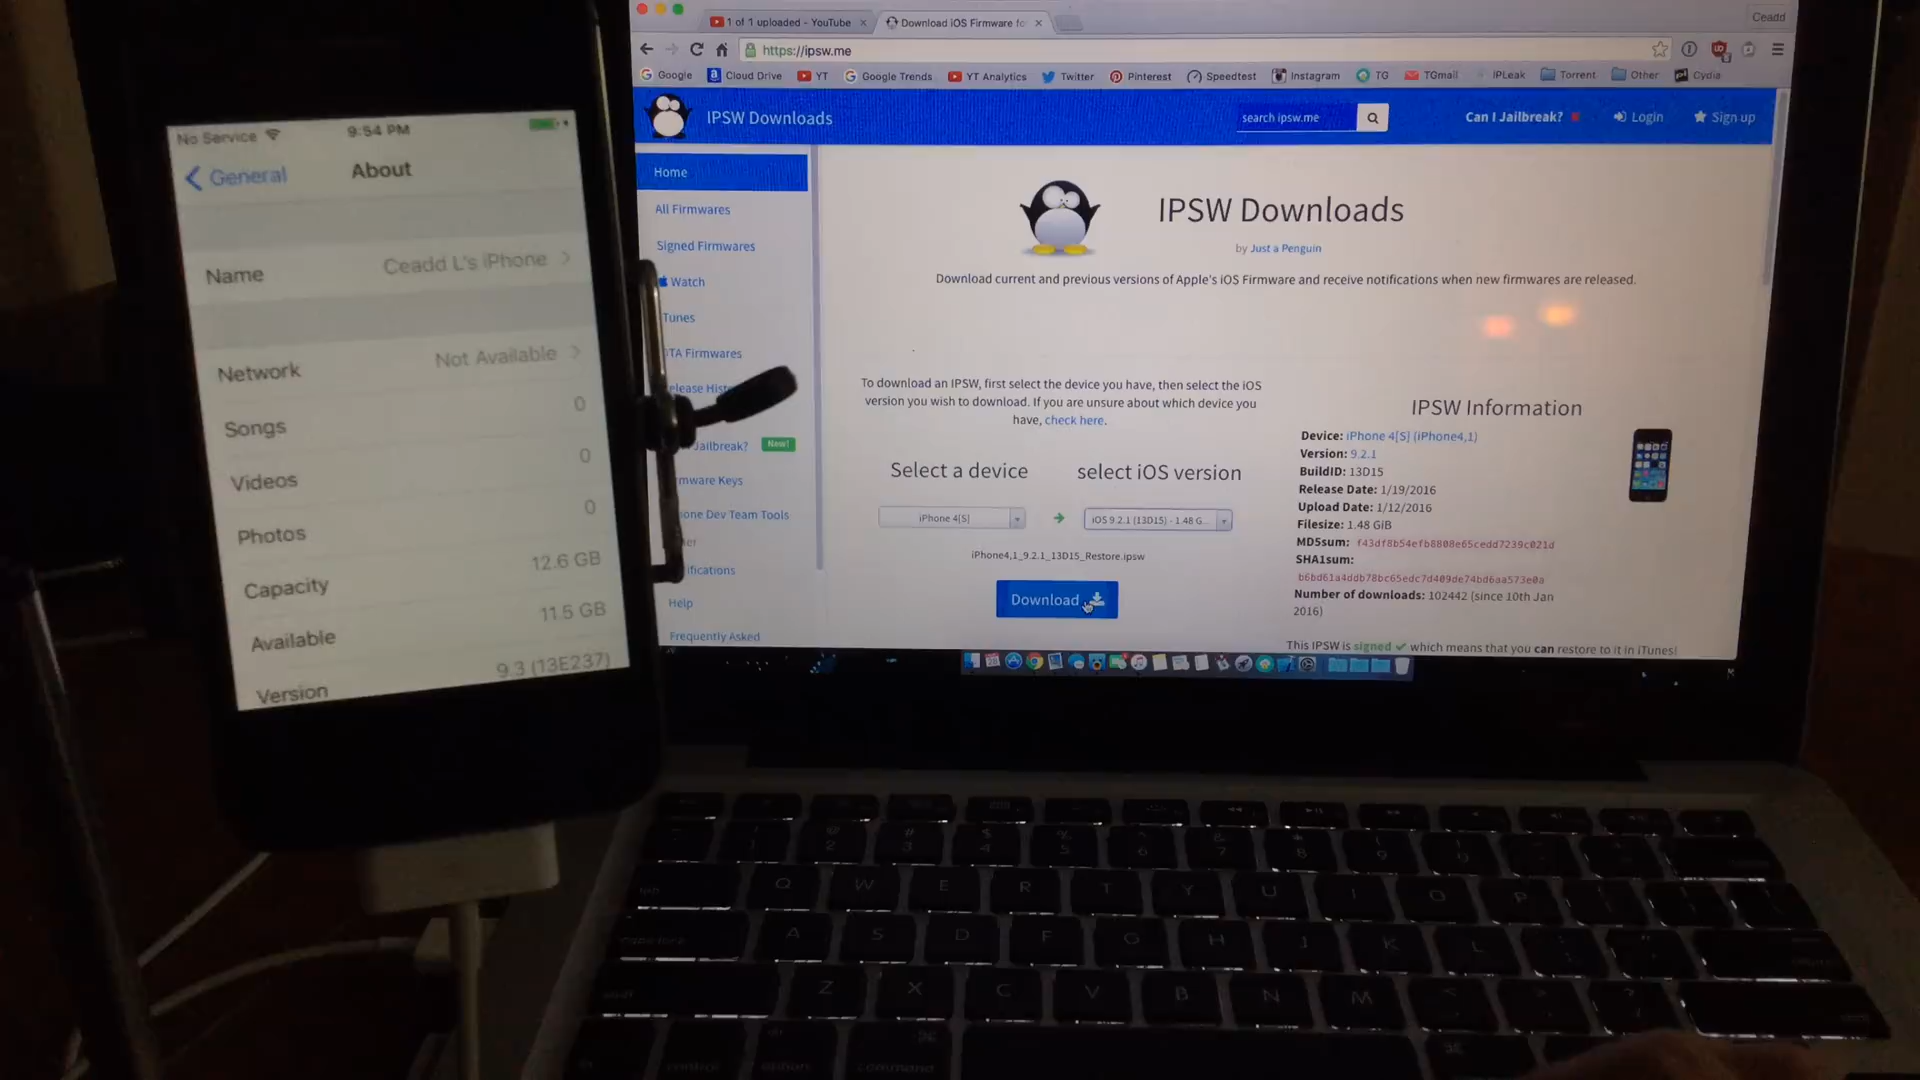 No Service
9:54 PM
General
About
Name
Ceadd L's iPhone
Network
Not Available
Songs
0
Videos
0
Photos
0
Capacity
12.6 GB
Available
11.5 GB
Version
9.3 (13E237)
1 of 1 uploaded - YouTube
Download iOS Firmware fo
Ceadd
https://ipsw.me
Google
Cloud Drive
YT
Google Trends
YT Analytics
Twitter
Pinterest
Speedtest
Instagram
TG
TGmail
IPLeak
Torrent
Other
Cydia
IPSW Downloads
search ipsw.me
Can I Jailbreak?
Login
Sign up
Home
All Firmwares
Signed Firmwares
Watch
Tunes
TA Firmwares
elease Hist
Jailbreak?
New!
mware Keys
one Dev Team Tools
ifications
Help
Frequently Asked
IPSW Downloads
by Just a Penguin
Download current and previous versions of Apple's iOS Firmware and receive notifications when new firmwares are released.
To download an IPSW, first select the device you have, then select the iOS
version you wish to download. If you are unsure about which device you
have, check here.
Select a device
select iOS version
iPhone 4[S]
iOS 9.2.1 (13D15) - 1.48 G...
iPhone4,1_9.2.1_13D15_Restore.ipsw
Download
IPSW Information
Device: iPhone 4[S] (iPhone4,1)
Version: 9.2.1
BuildID: 13D15
Release Date: 1/19/2016
Upload Date: 1/12/2016
Filesize: 1.48 GiB
MD5sum: f43df8b54efb8808e65cedd7239c021d
SHA1sum:
b6bd61a4ddb78bc65edc7d409de74bd6aa573e0a
Number of downloads: 102442 (since 10th Jan
2016)
This IPSW is signed ✔ which means that you can restore to it in iTunes!
Q W E R T Y U I O P
A S D F G H J K L
Z X C V B N M
control
option
command